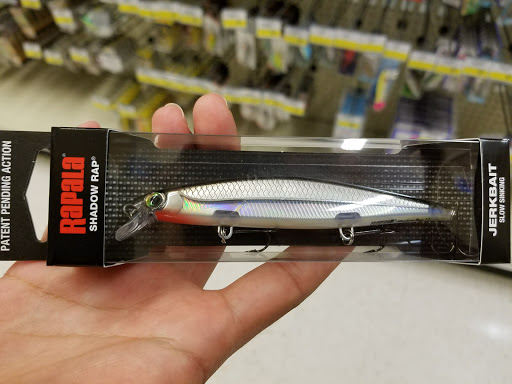 PATENT PENDING ACTION
RAPALA
SHADOW RAP®
JERKBAIT
SLOW SINKING